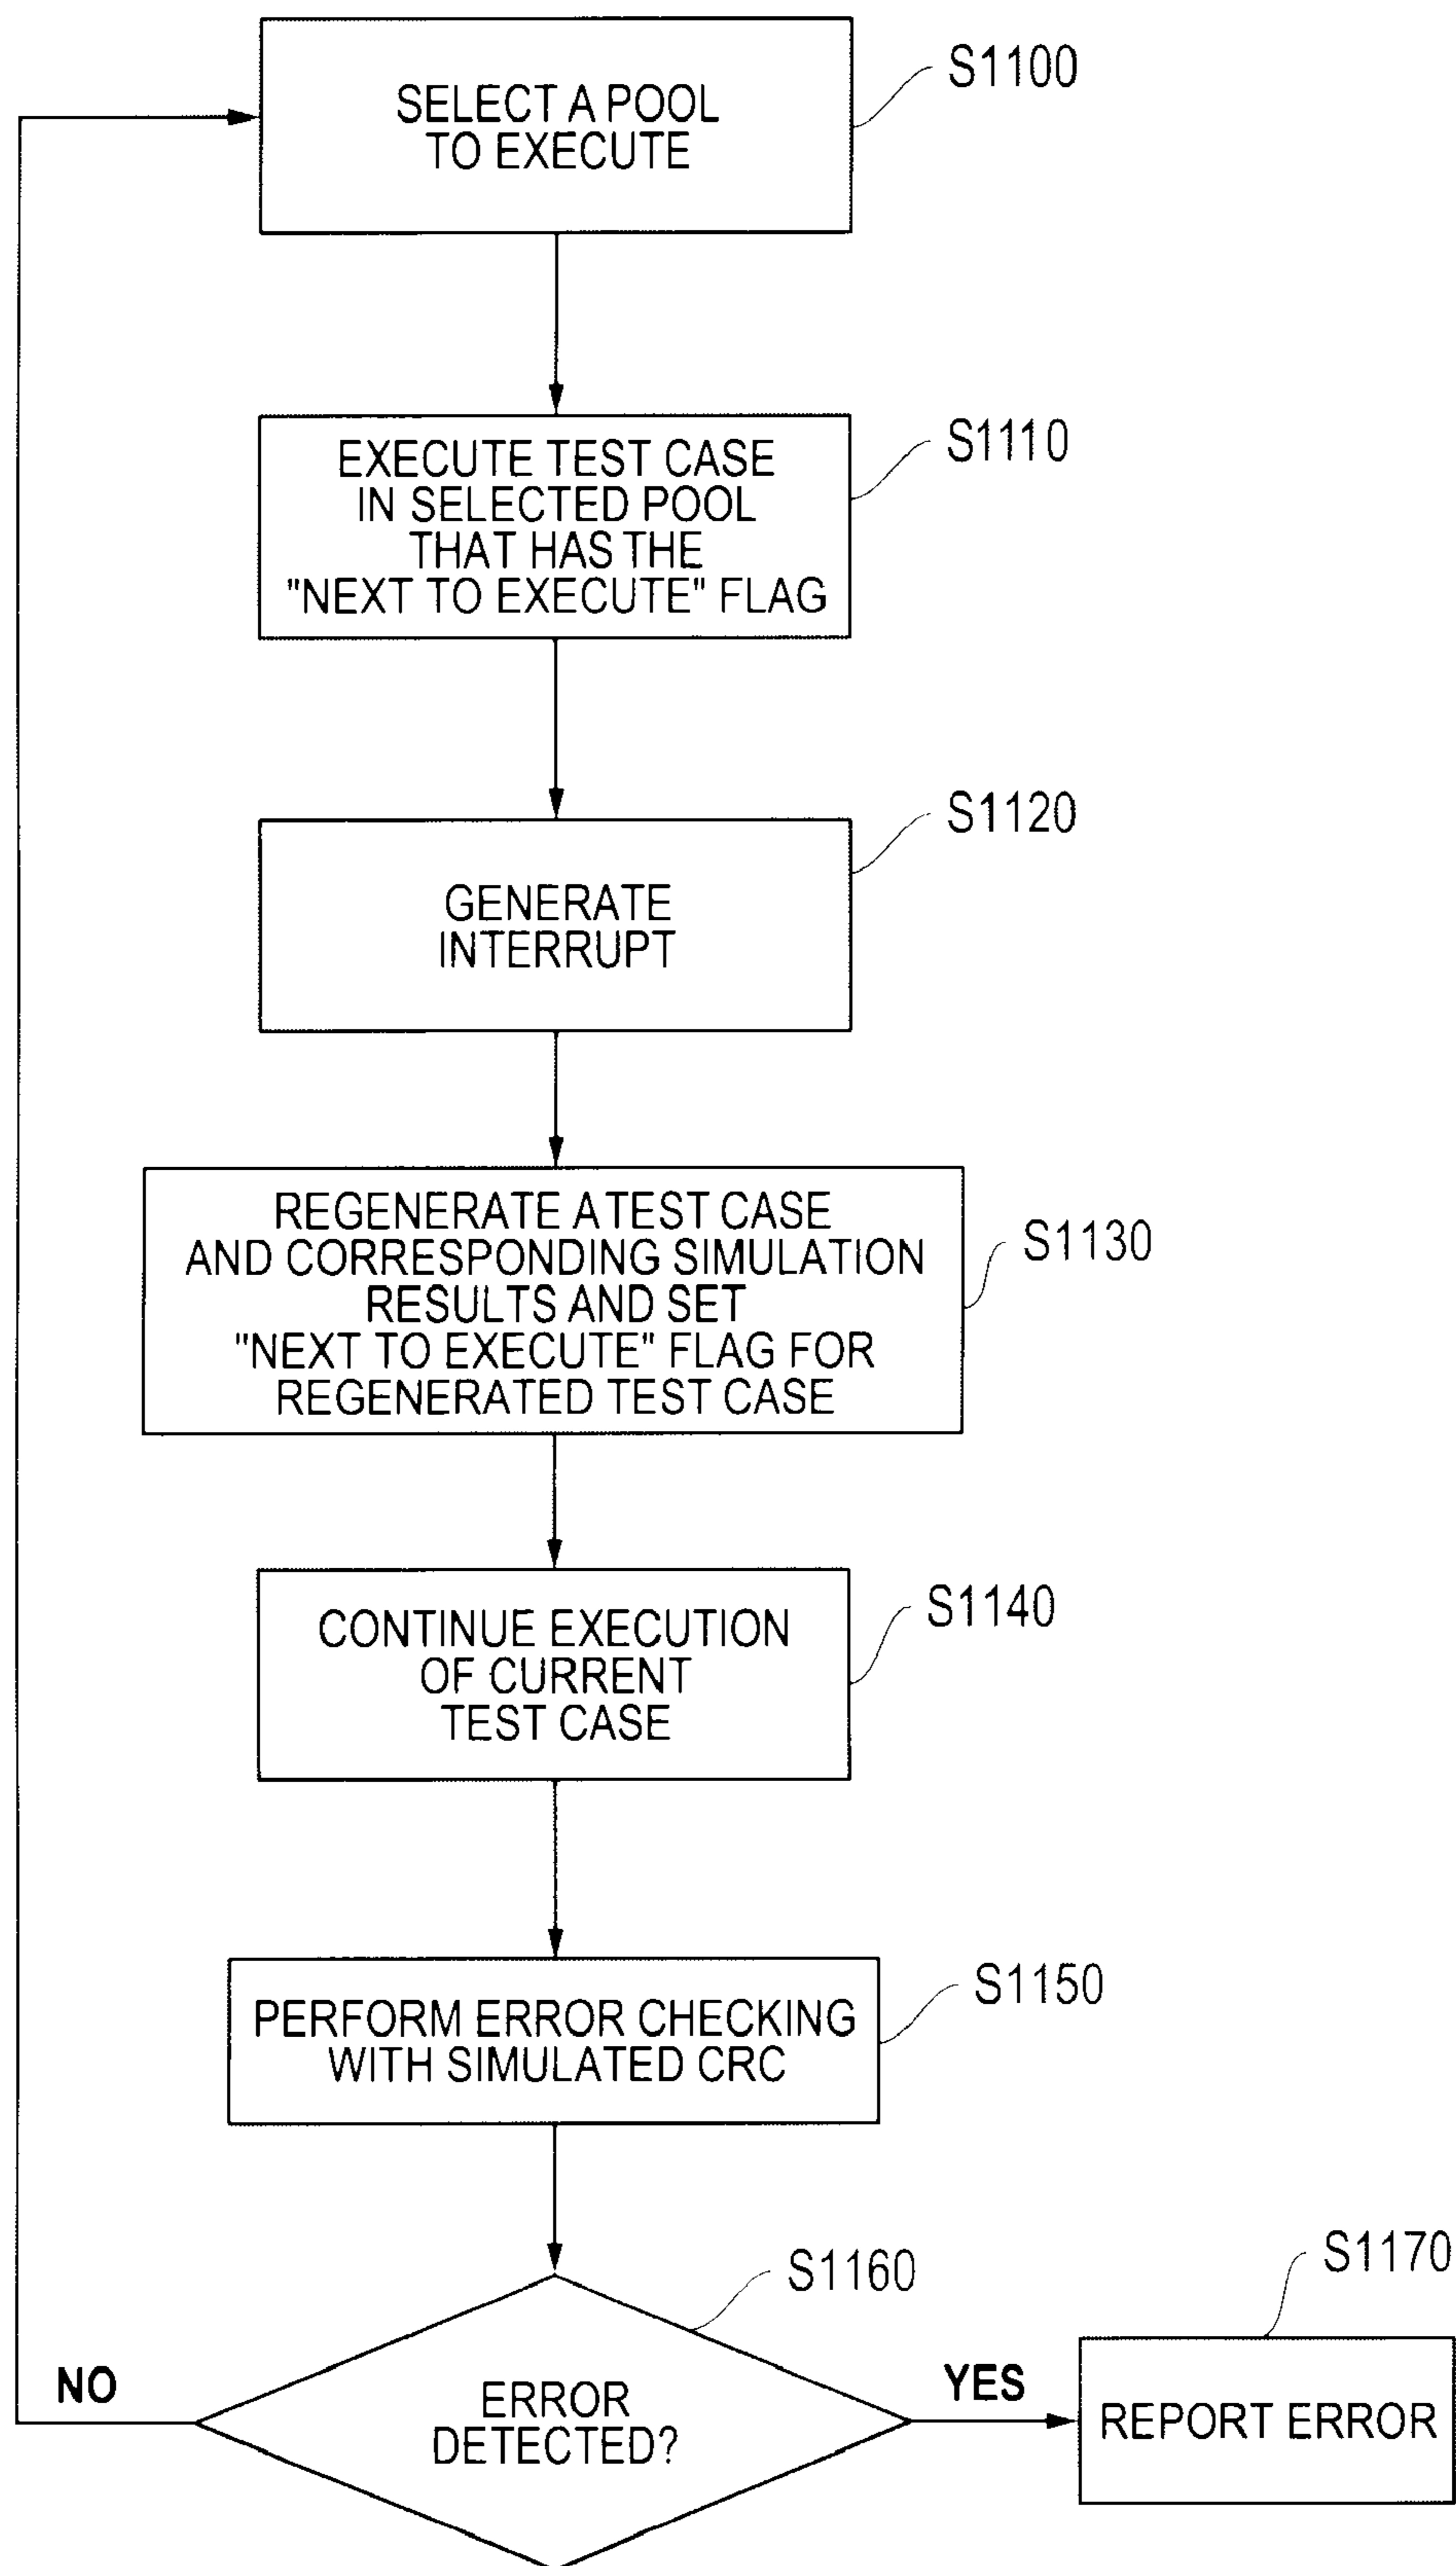 SELECT A POOL
TO EXECUTE
S1100
EXECUTE TEST CASE
IN SELECTED POOL
THAT HAS THE
"NEXT TO EXECUTE" FLAG
S1110
GENERATE
INTERRUPT
S1120
REGENERATE ATEST CASE
AND CORRESPONDING SIMULATION
RESULTS AND SET
"NEXT TO EXECUTE" FLAG FOR
REGENERATED TEST CASE
S1130
CONTINUE EXECUTION
OF CURRENT
TEST CASE
S1140
PERFORM ERROR CHECKING
WITH SIMULATED CRC
S1150
ERROR
DETECTED?
S1160
NO
YES
REPORT ERROR
S1170